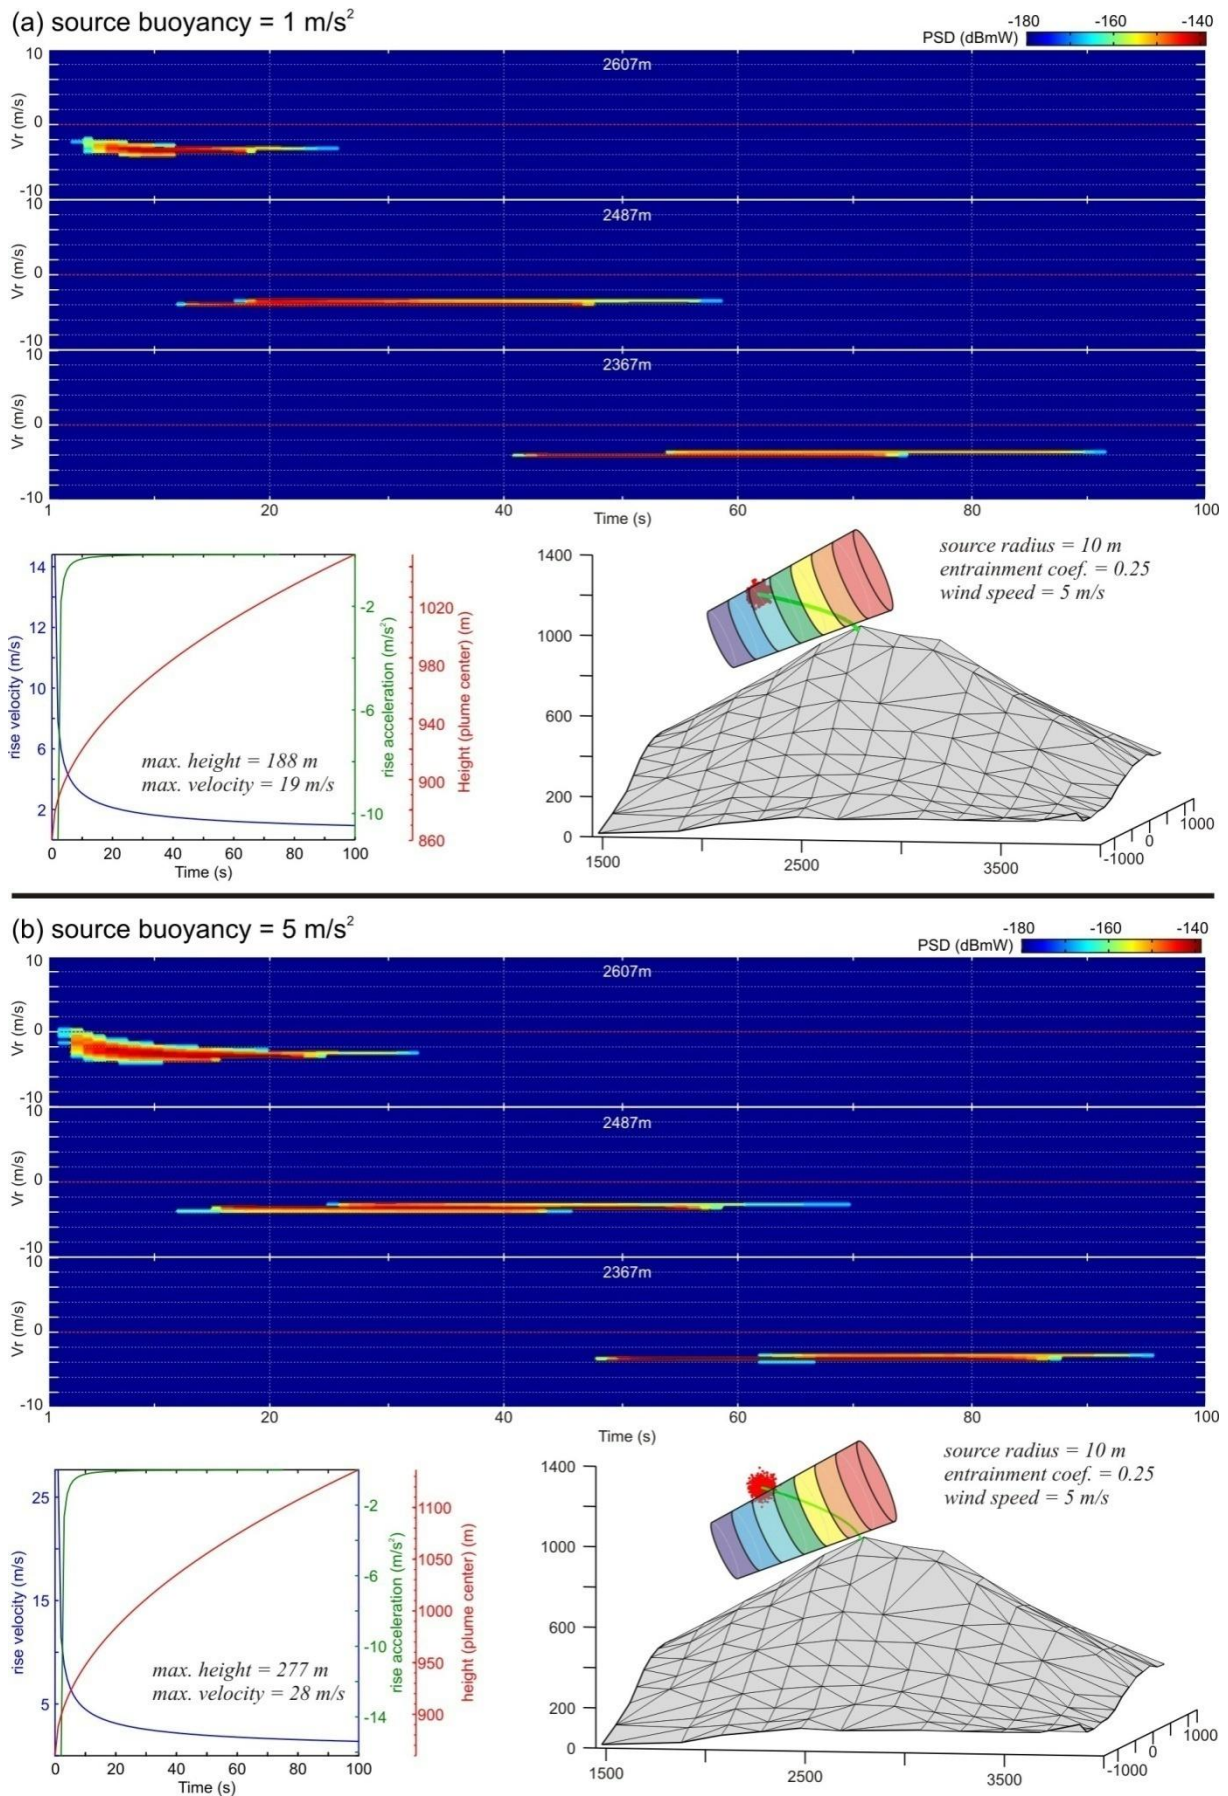 (a) source buoyancy = 1 m/s²
-180 -160 -140
PSD (dBmW)
10
2607m
Vr (m/s)
0
-10
10
2487m
Vr (m/s)
0
-10
10
2367m
Vr (m/s)
0
-10
1 20 40 60 80 100
Time (s)
rise velocity (m/s)
14
12
10
8
6
4
2
max. height = 188 m
max. velocity = 19 m/s
0 20 40 60 80 100
Time (s)
-2
-6
-10
rise acceleration (m/s²)
1020
980
940
900
860
Height (plume center) (m)
source radius = 10 m
entrainment coef. = 0.25
wind speed = 5 m/s
1400
1000
600
200
0
1500 2500 3500
-1000 0 1000
(b) source buoyancy = 5 m/s²
-180 -160 -140
PSD (dBmW)
10
2607m
Vr (m/s)
0
-10
10
2487m
Vr (m/s)
0
-10
10
2367m
Vr (m/s)
0
-10
1 20 40 60 80 100
Time (s)
rise velocity (m/s)
25
15
5
max. height = 277 m
max. velocity = 28 m/s
0 20 40 60 80 100
Time (s)
-2
-6
-10
-14
rise acceleration (m/s²)
1100
1050
1000
950
900
height (plume center) (m)
source radius = 10 m
entrainment coef. = 0.25
wind speed = 5 m/s
1400
1000
600
200
0
1500 2500 3500
-1000 0 1000